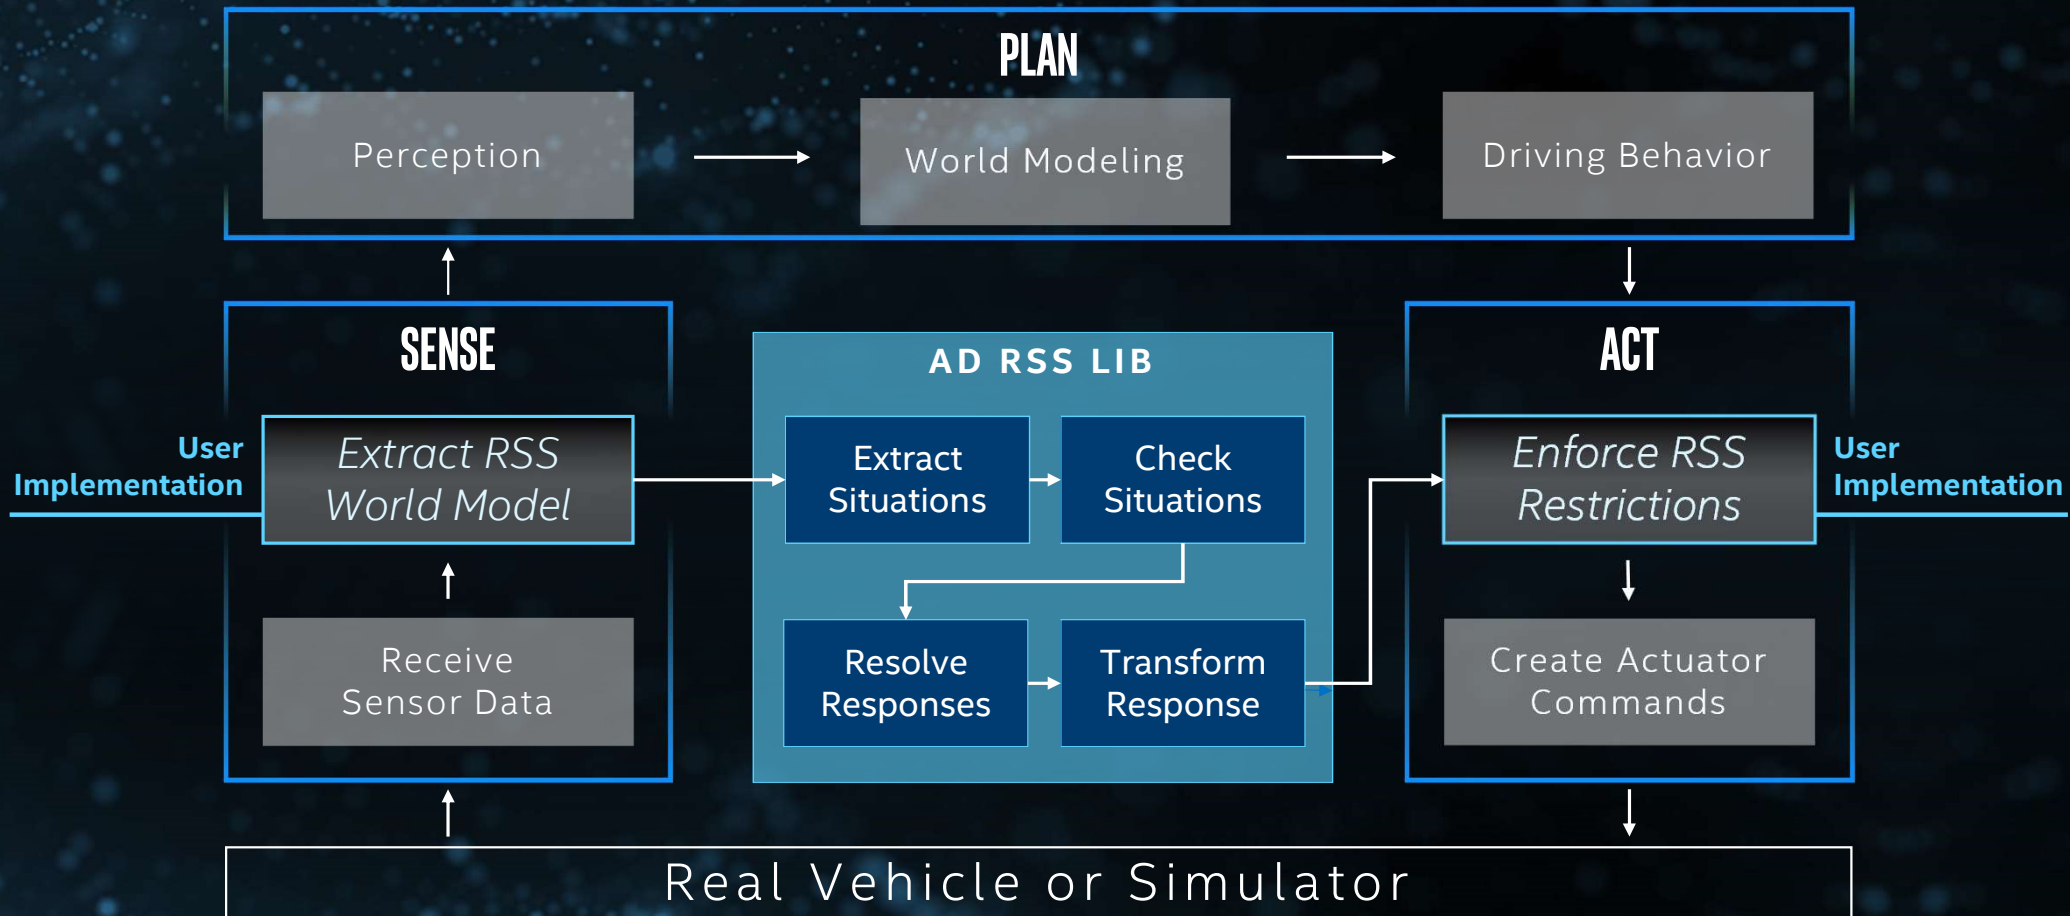 PLAN
Perception
World Modeling
Driving Behavior
SENSE
User
Implementation
Extract RSS
World Model
Receive
Sensor Data
AD RSS LIB
Extract
Situations
Check
Situations
Resolve
Responses
Transform
Response
ACT
Enforce RSS
Restrictions
User
Implementation
Create Actuator
Commands
Real Vehicle or Simulator